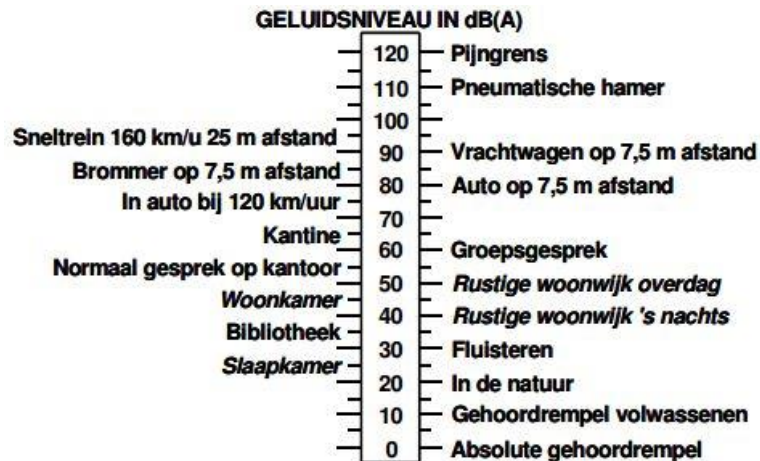 GELUIDSNIVEAU IN dB(A)
120 Pijngrens
110 Pneumatische hamer
100
Sneltrein 160 km/u 25 m afstand
90 Vrachtwagen op 7,5 m afstand
Brommer op 7,5 m afstand
80 Auto op 7,5 m afstand
In auto bij 120 km/uur
70
Kantine
60 Groepsgesprek
Normaal gesprek op kantoor
50 Rustige woonwijk overdag
Woonkamer
40 Rustige woonwijk 's nachts
Bibliotheek
30 Fluisteren
Slaapkamer
20 In de natuur
10 Gehoordrempel volwassenen
0 Absolute gehoordrempel